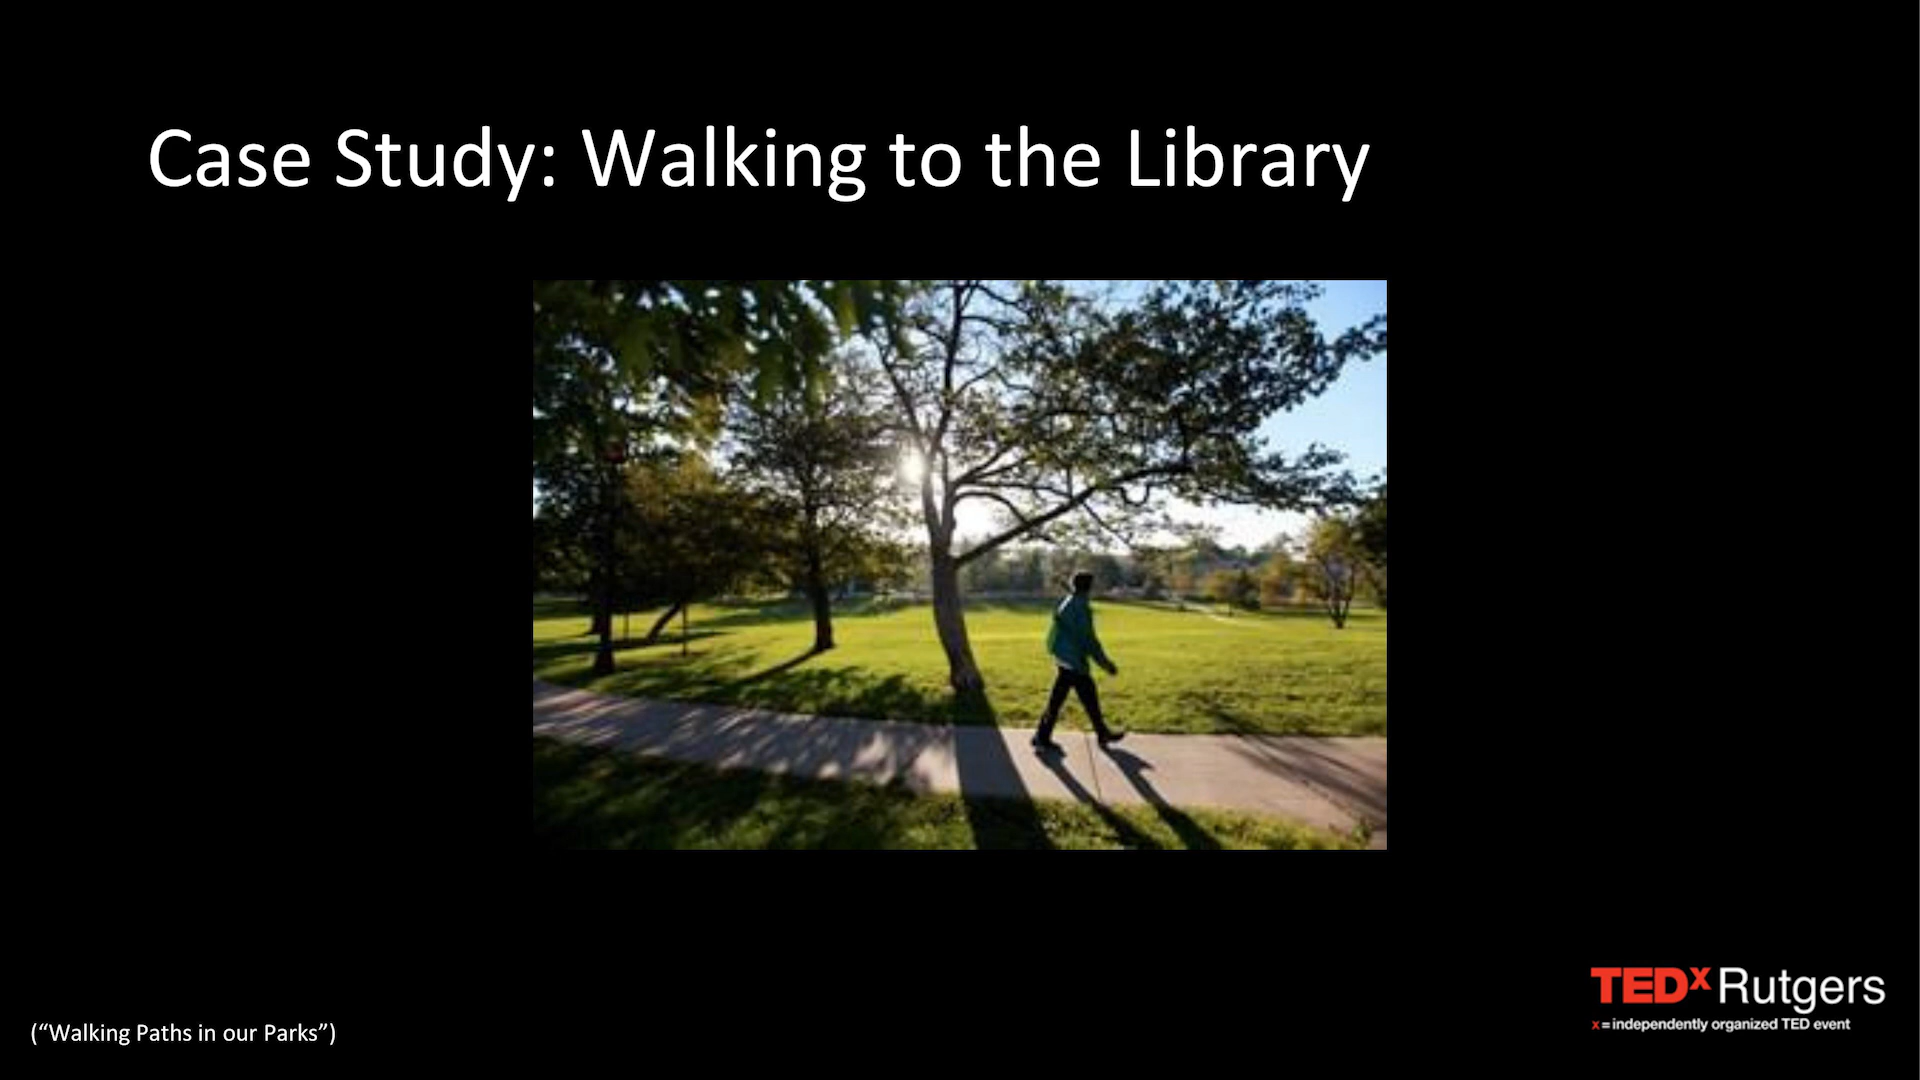 Case Study: Walking to the Library
TEDx Rutgers
x = independently organized TED event
(“Walking Paths in our Parks”)